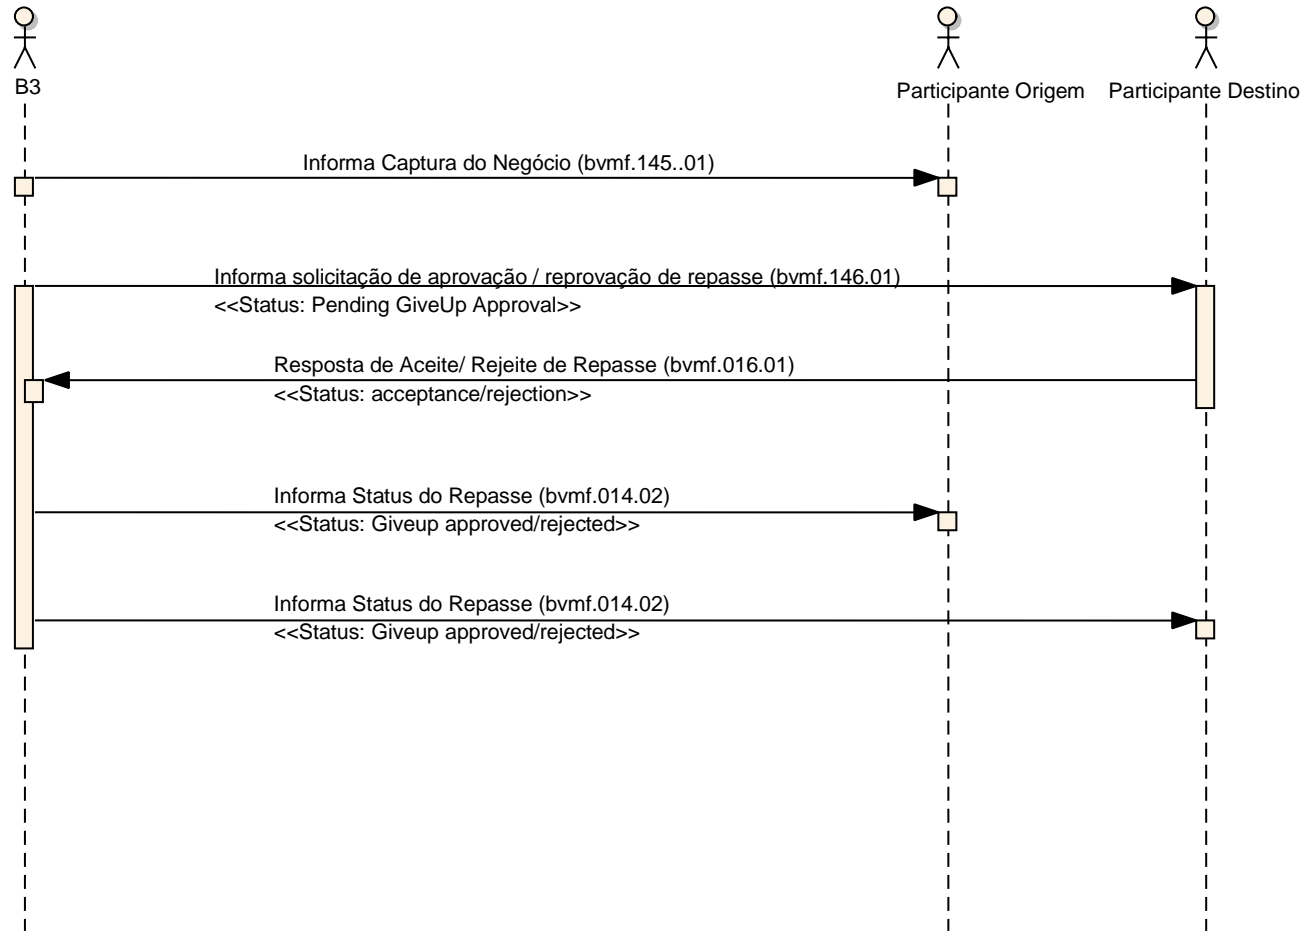 B3
Participante Origem
Participante Destino
Informa Captura do Negócio (bvmf.145..01)
Informa solicitação de aprovação / reprovação de repasse (bvmf.146.01)
<<Status: Pending GiveUp Approval>>
Resposta de Aceite/ Rejeite de Repasse (bvmf.016.01)
<<Status: acceptance/rejection>>
Informa Status do Repasse (bvmf.014.02)
<<Status: Giveup approved/rejected>>
Informa Status do Repasse (bvmf.014.02)
<<Status: Giveup approved/rejected>>